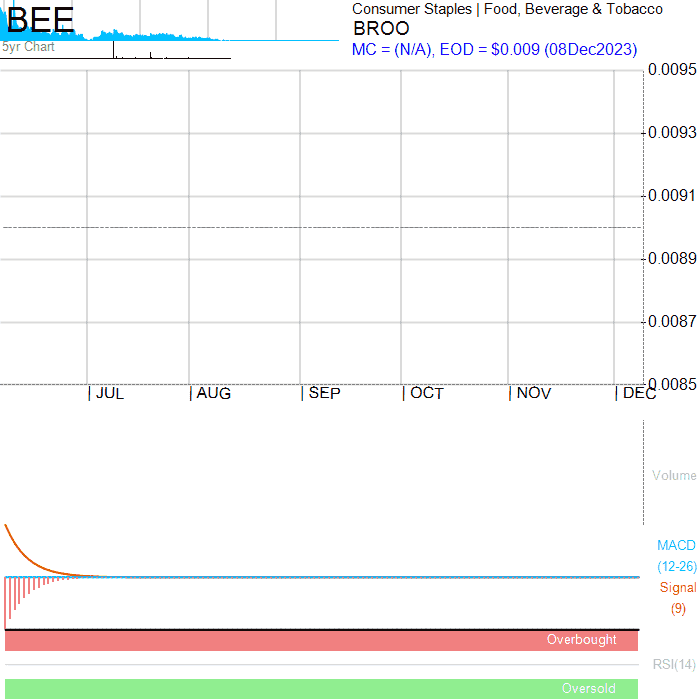 BEE
Consumer Staples | Food, Beverage & Tobacco
BROO
MC = (N/A), EOD = $0.009 (08Dec2023)
5yr Chart
0.0095
0.0093
0.0091
0.0089
0.0087
0.0085
JUL AUG SEP OCT NOV DEC
Volume
MACD
(12-26)
Signal
(9)
Overbought
RSI(14)
Oversold